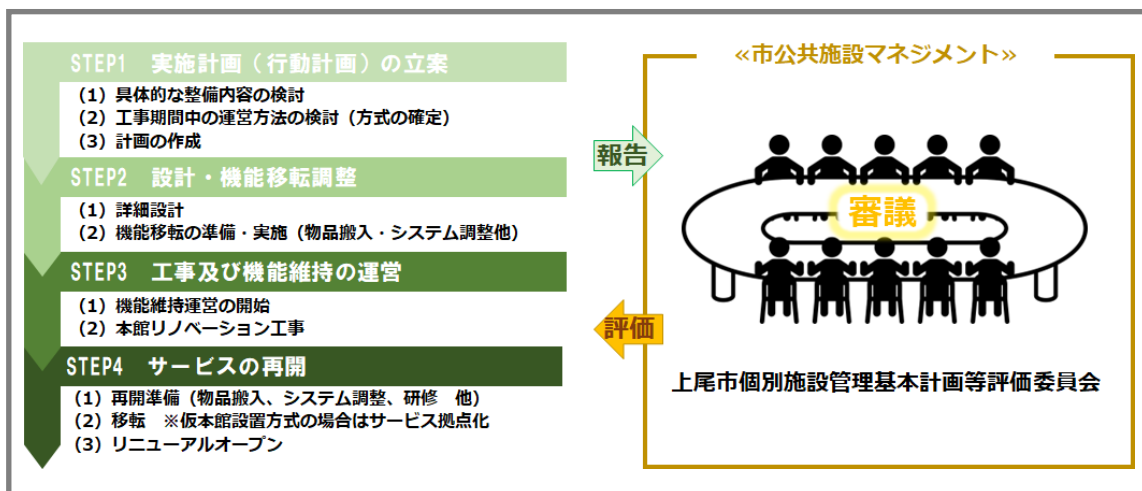 STEP1 実施計画（行動計画）の立案
(1) 具体的な整備内容の検討
(2) 工事期間中の運営方法の検討（方式の確定）
(3) 計画の作成
STEP2 設計・機能移転調整
(1) 詳細設計
(2) 機能移転の準備・実施（物品搬入・システム調整他）
STEP3 工事及び機能維持の運営
(1) 機能維持運営の開始
(2) 本館リノベーション工事
STEP4 サービスの再開
(1) 再開準備（物品搬入、システム調整、研修 他）
(2) 移転 ※仮本館設置方式の場合はサービス拠点化
(3) リニューアルオープン
報告
評価
≪市公共施設マネジメント≫
審議
上尾市個別施設管理基本計画等評価委員会